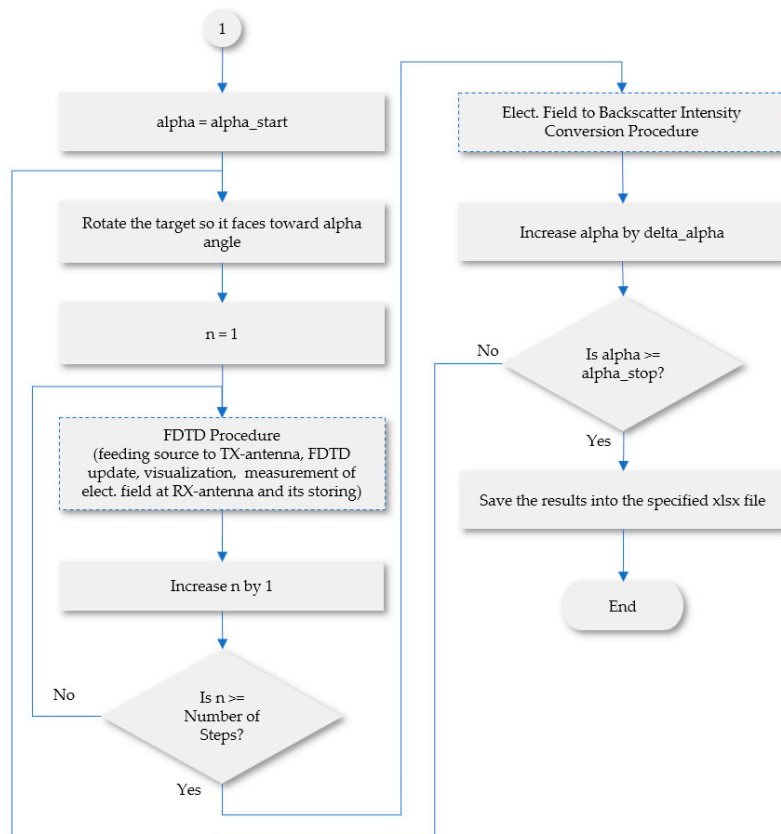 1
alpha = alpha_start
Rotate the target so it faces toward alpha
angle
n = 1
FDTD Procedure
(feeding source to TX-antenna, FDTD
update, visualization, measurement of
elect. field at RX-antenna and its storing)
Increase n by 1
Is n >=
Number of
Steps?
No
Yes
Elect. Field to Backscatter Intensity
Conversion Procedure
Increase alpha by delta_alpha
Is alpha >=
alpha_stop?
No
Yes
Save the results into the specified xlsx file
End